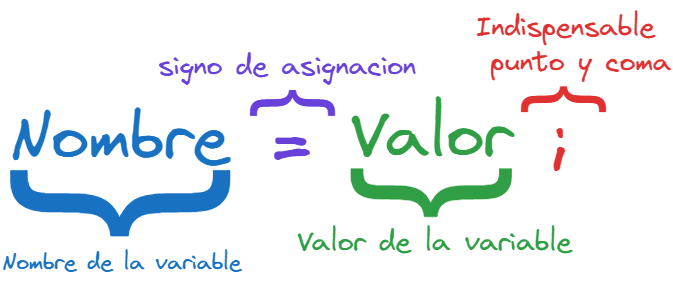 Indispensable
punto y coma
signo de asignacion
Nombre = Valor ;
Valor de la variable
Nombre de la variable